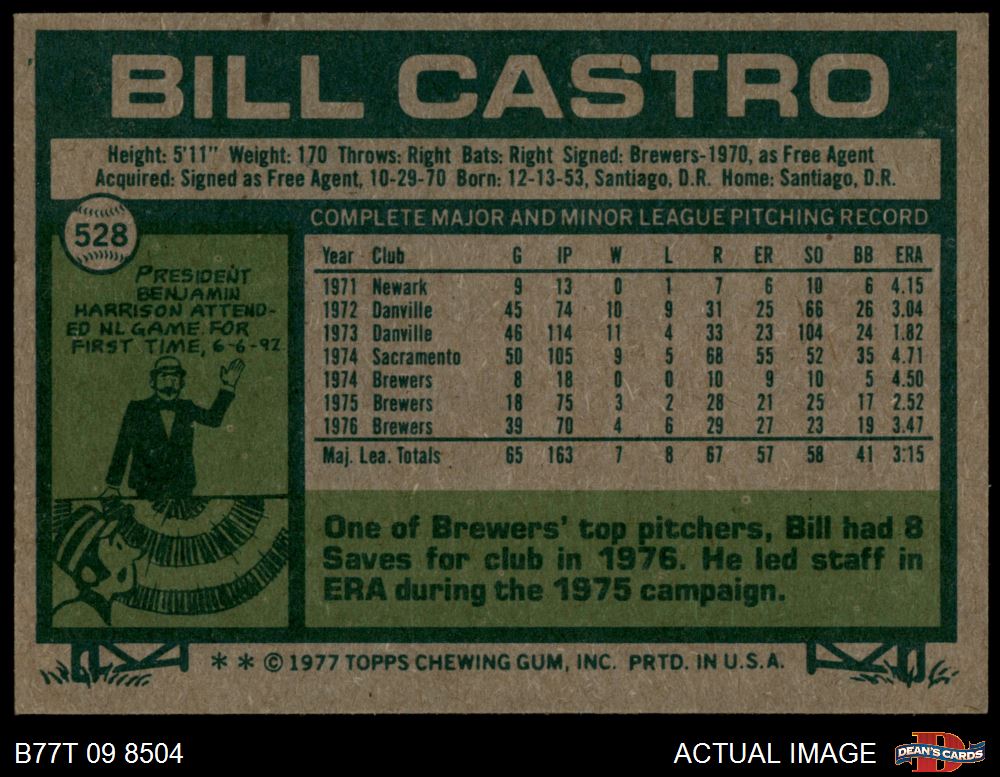 BILL CASTRO
Height: 5'11" Weight: 170 Throws: Right Bats: Right Signed: Brewers-1970, as Free Agent
Acquired: Signed as Free Agent, 10-29-70 Born: 12-13-53, Santiago, D.R. Home: Santiago, D.R.
528
PRESIDENT
BENJAMIN
HARRISON ATTEND-
ED NL GAME FOR
FIRST TIME, 6-6-92
COMPLETE MAJOR AND MINOR LEAGUE PITCHING RECORD
Year Club G IP W L R ER SO BB ERA
1971 Newark 9 13 0 1 7 6 10 6 4.15
1972 Danville 45 74 10 9 31 25 66 26 3.04
1973 Danville 46 114 11 4 33 23 104 24 1.82
1974 Sacramento 50 105 9 5 68 55 52 35 4.71
1974 Brewers 8 18 0 0 10 9 10 5 4.50
1975 Brewers 18 75 3 2 28 21 25 17 2.52
1976 Brewers 39 70 4 6 29 27 23 19 3.47
Maj. Lea. Totals 65 163 7 8 67 57 58 41 3.15
One of Brewers' top pitchers, Bill had 8
Saves for club in 1976. He led staff in
ERA during the 1975 campaign.
* * © 1977 TOPPS CHEWING GUM, INC. PRTD. IN U.S.A.
B77T 09 8504
ACTUAL IMAGE
D
DEAN'S CARDS